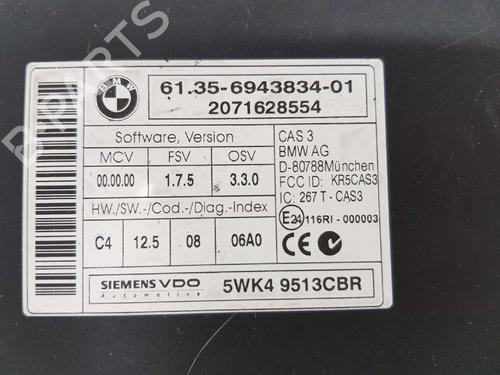 B-PARTS
BMW
61.35-6943834-01
2071628554
Software, Version
MCV FSV OSV
00.00.00 1.7.5 3.3.0
HW./SW.-/Cod.-/Diag.-Index
C4 12.5 08 06A0
CAS 3
BMW AG
D-80788München
FCC ID: KR5CAS3
IC: 267 T - CAS3
E24 116RI - 000003
CE
SIEMENS VDO
Automotive
5WK4 9513CBR